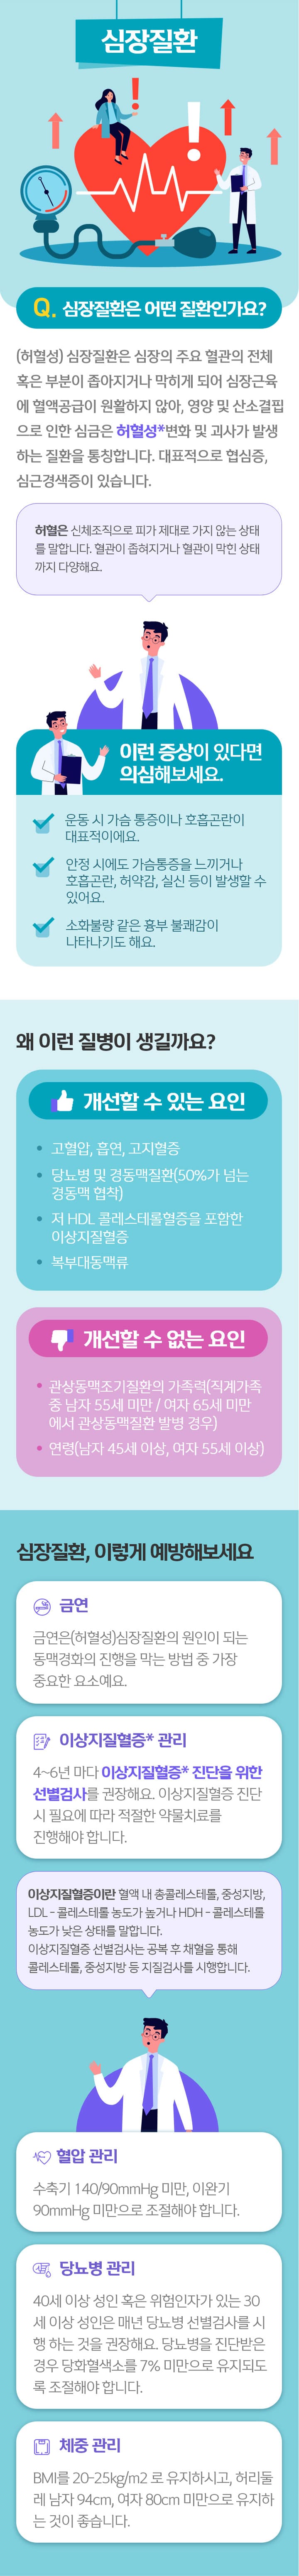 심장질환
Q. 심장질환은 어떤 질환인가요?
(허혈성) 심장질환은 심장의 주요 혈관의 전체
혹은 부분이 좁아지거나 막히게 되어 심장근육
에 혈액공급이 원활하지 않아, 영양 및 산소결핍
으로 인한 심금은 허혈성*변화 및 괴사가 발생
하는 질환을 통칭합니다. 대표적으로 협심증,
심근경색증이 있습니다.
허혈은 신체조직으로 피가 제대로 가지 않는 상태
를 말합니다. 혈관이 좁혀지거나 혈관이 막힌 상태
까지 다양해요.
이런 증상이 있다면
의심해보세요.
운동 시 가슴 통증이나 호흡곤란이
대표적이에요.
안정 시에도 가슴통증을 느끼거나
호흡곤란, 허약감, 실신 등이 발생할 수
있어요.
소화불량 같은 흉부 불쾌감이
나타나기도 해요.
왜 이런 질병이 생길까요?
개선할 수 있는 요인
• 고혈압, 흡연, 고지혈증
• 당뇨병 및 경동맥질환(50%가 넘는
경동맥 협착)
• 저 HDL 콜레스테롤혈증을 포함한
이상지질혈증
• 복부대동맥류
개선할 수 없는 요인
• 관상동맥조기질환의 가족력(직계가족
중 남자 55세 미만 / 여자 65세 미만
에서 관상동맥질환 발병 경우)
• 연령(남자 45세 이상, 여자 55세 이상)
심장질환, 이렇게 예방해보세요
금연
금연은(허혈성)심장질환의 원인이 되는
동맥경화의 진행을 막는 방법 중 가장
중요한 요소예요.
이상지질혈증* 관리
4~6년 마다 이상지질혈증* 진단을 위한
선별검사를 권장해요. 이상지질혈증 진단
시 필요에 따라 적절한 약물치료를
진행해야 합니다.
이상지질혈증이란 혈액 내 총콜레스테롤, 중성지방,
LDL - 콜레스테롤 농도가 높거나 HDH - 콜레스테롤
농도가 낮은 상태를 말합니다.
이상지질혈증 선별검사는 공복 후 채혈을 통해
콜레스테롤, 중성지방 등 지질검사를 시행합니다.
혈압 관리
수축기 140/90mmHg 미만, 이완기
90mmHg 미만으로 조절해야 합니다.
당뇨병 관리
40세 이상 성인 혹은 위험인자가 있는 30
세 이상 성인은 매년 당뇨병 선별검사를 시
행 하는 것을 권장해요. 당뇨병을 진단받은
경우 당화혈색소를 7% 미만으로 유지되도
록 조절해야 합니다.
체중 관리
BMI를 20-25kg/m2 로 유지하시고, 허리둘
레 남자 94cm, 여자 80cm 미만으로 유지하
는 것이 좋습니다.